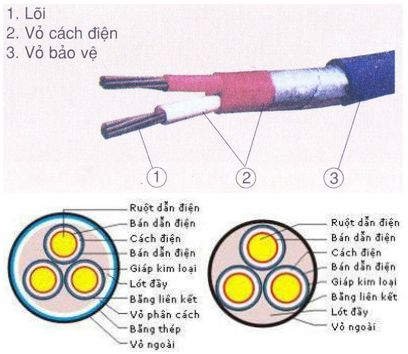 1. Lõi
2. Vỏ cách điện
3. Vỏ bảo vệ
1
2
3
Ruột dẫn điện
Bán dẫn điện
Cách điện
Bán dẫn điện
Giáp kim loại
Lót đầy
Băng liên kết
Vỏ phân cách
Băng thép
Vỏ ngoài
Ruột dẫn điện
Bán dẫn điện
Cách điện
Bán dẫn điện
Giáp kim loại
Băng liên kết
Lót đầy
Vỏ ngoài